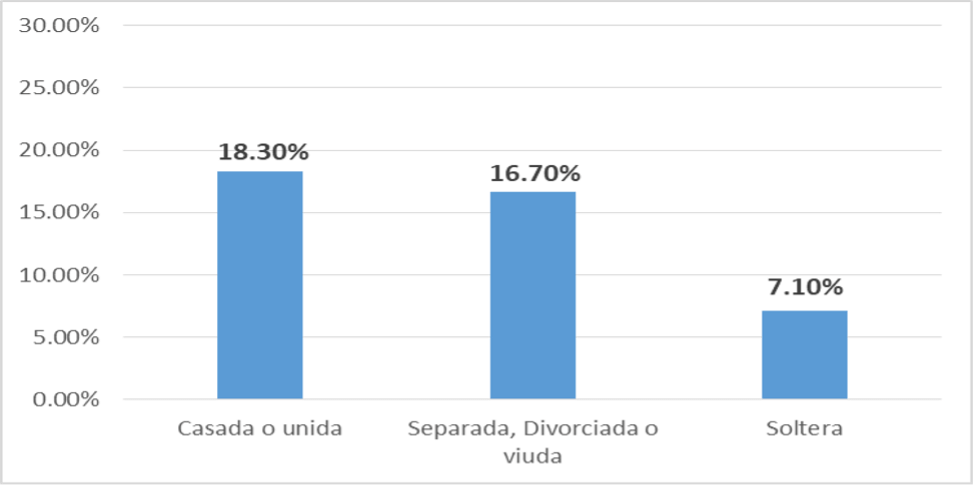 30.00%
25.00%
20.00%
15.00%
10.00%
5.00%
0.00%
18.30%
16.70%
7.10%
Casada o unida
Separada, Divorciada o
viuda
Soltera